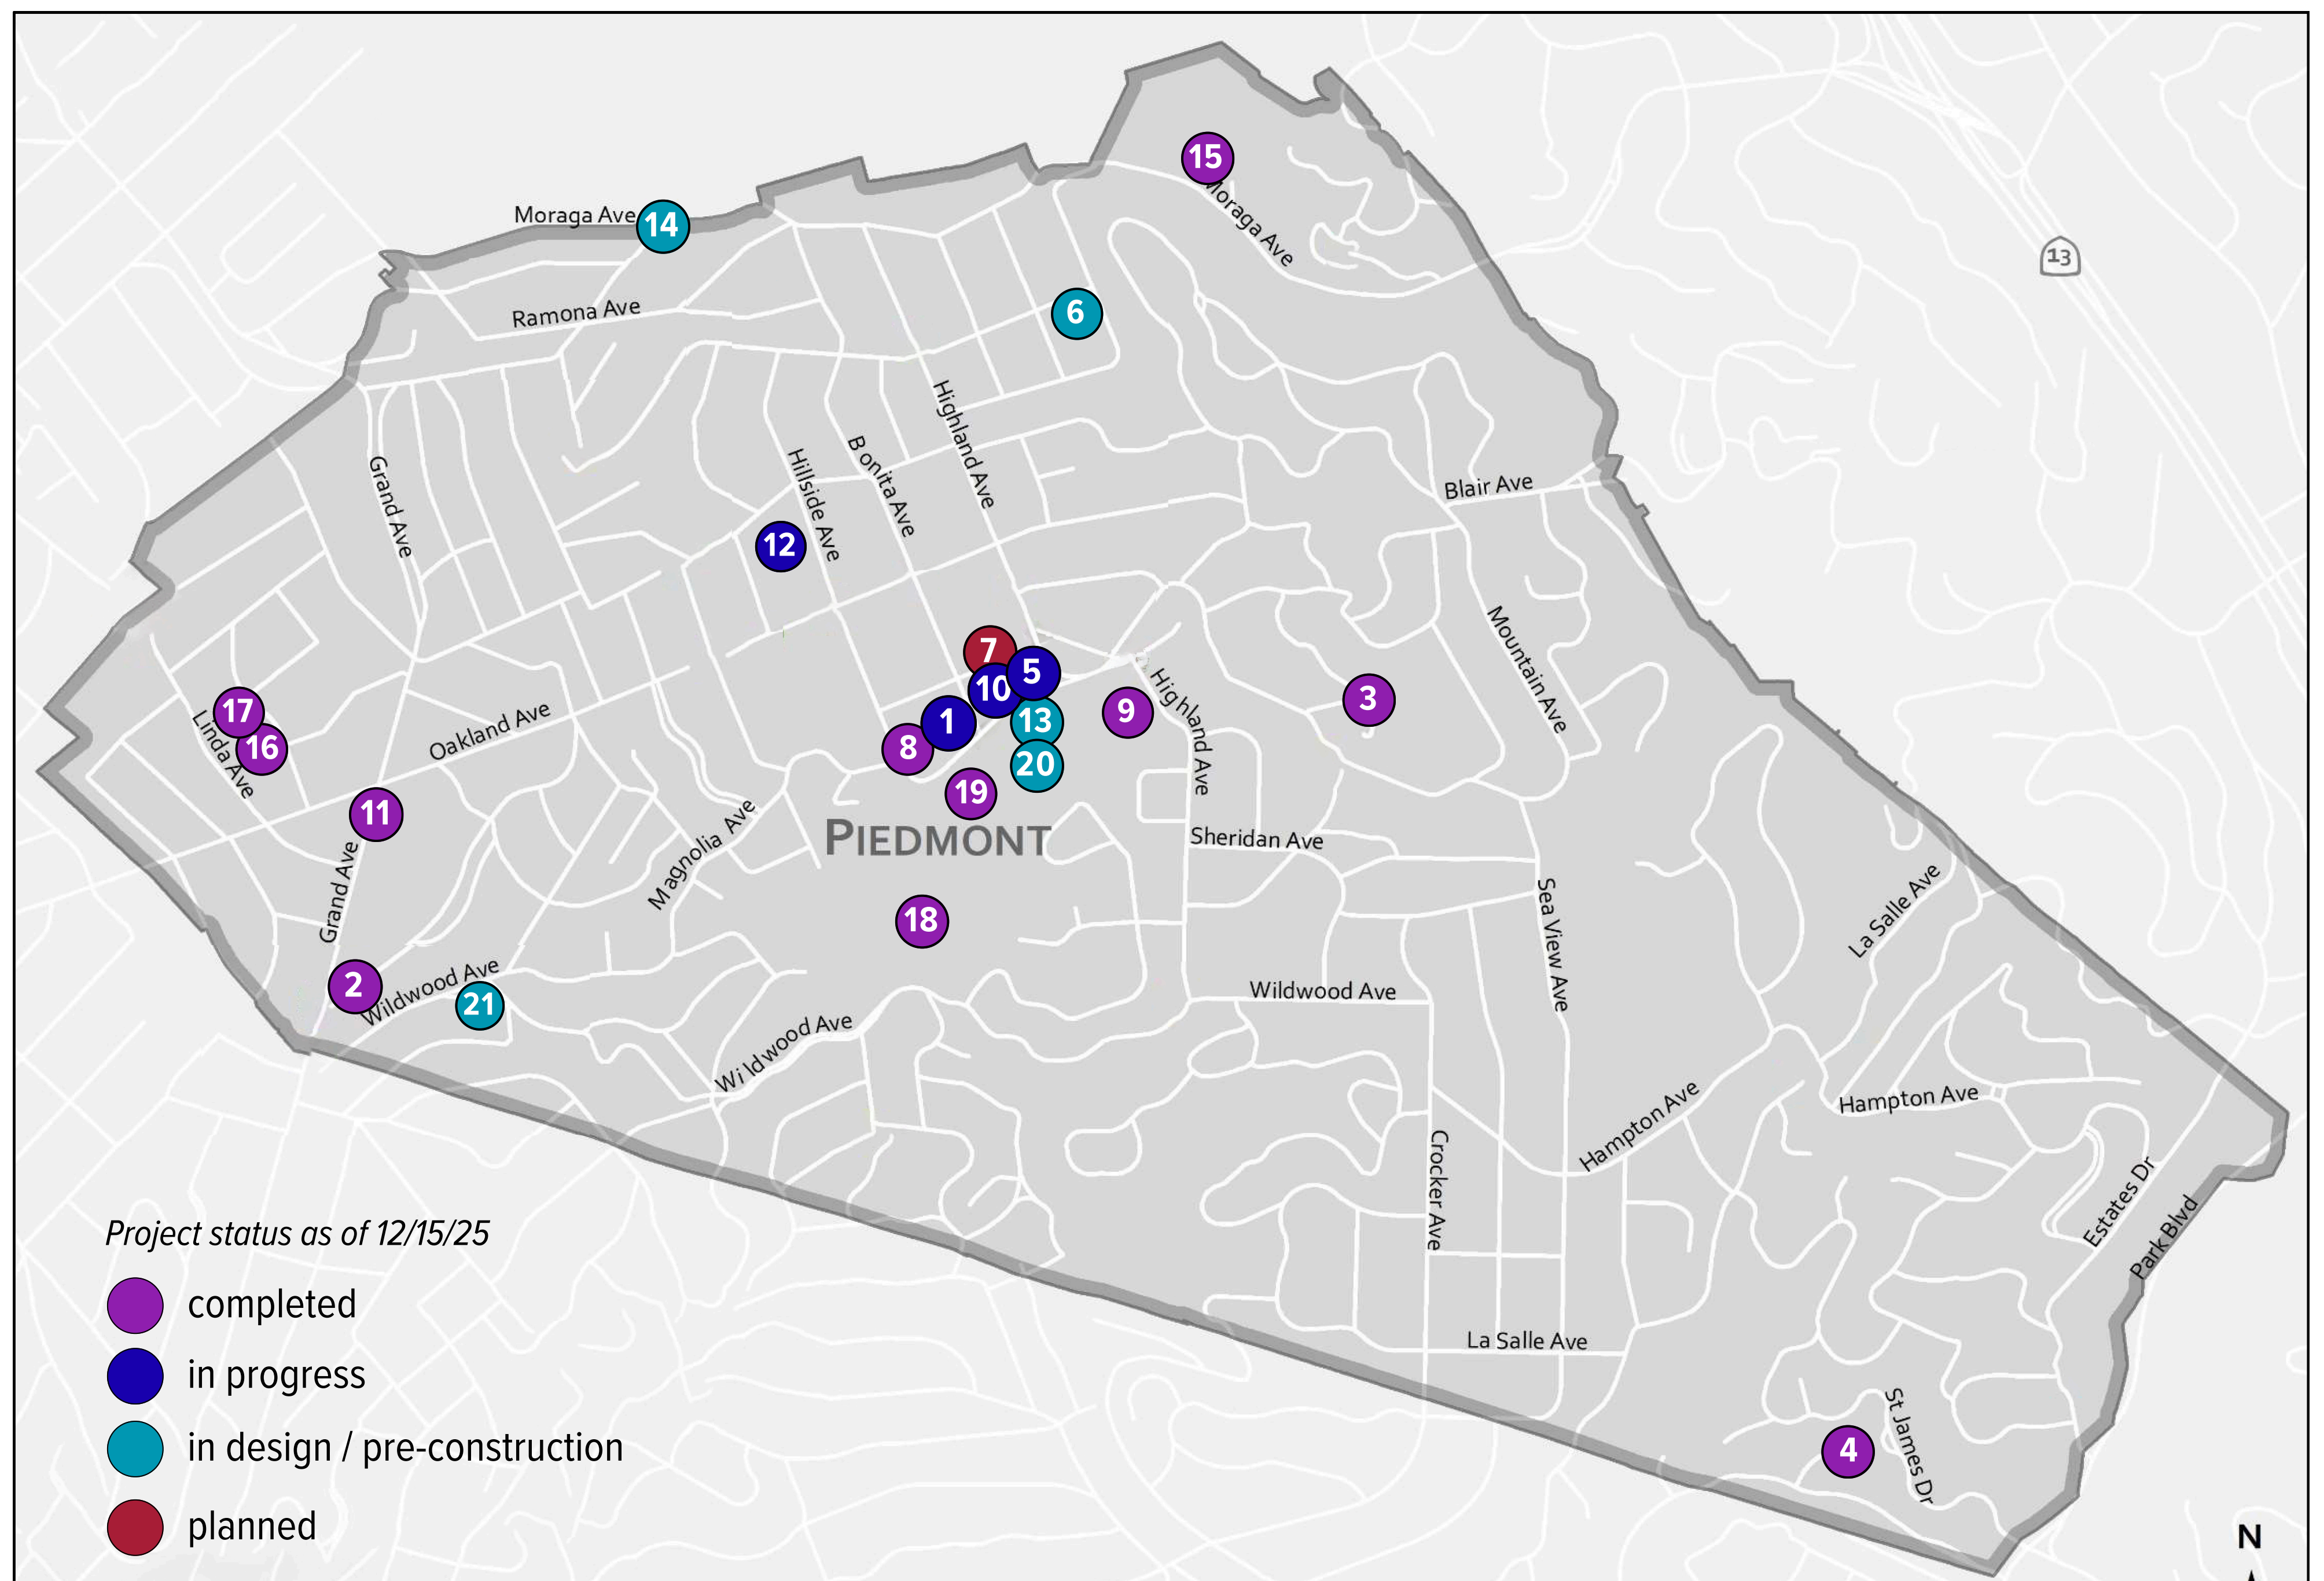 15
Moraga Ave
14
Moraga Ave
13
6
Ramona Ave
Highland Ave
Bonita Ave
Hillside Ave
Grand Ave
Blair Ave
12
Mountain Ave
7
5
10
Highland Ave
3
17
Linda Ave
16
Oakland Ave
1
13
9
8
20
19
11
Magnolia Ave
PIEDMONT
Sheridan Ave
Grand Ave
Sea View Ave
La Salle Ave
18
2
Wildwood Ave
21
Wildwood Ave
Wildwood Ave
Hampton Ave
Hampton Ave
Crocker Ave
Estates Dr
Park Blvd
La Salle Ave
4
St James Dr
Project status as of 12/15/25
completed
in progress
in design / pre-construction
planned
N